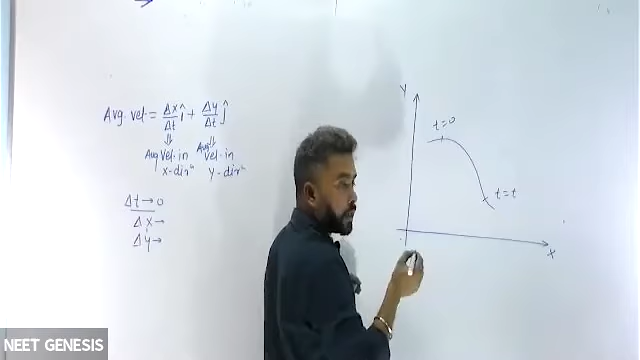 Avg. vel = Δx/Δt î + Δy/Δt ĵ
⇓ ⇓
Avg vel. in Avg vel. in
x-dirⁿ y-dirⁿ
Δt → 0
Δx →
Δy →
Y
t=0
t=t
X
NEET GENESIS